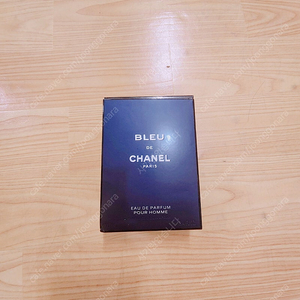 BLEU
DE
CHANEL
PARIS
EAU DE PARFUM
POUR HOMME